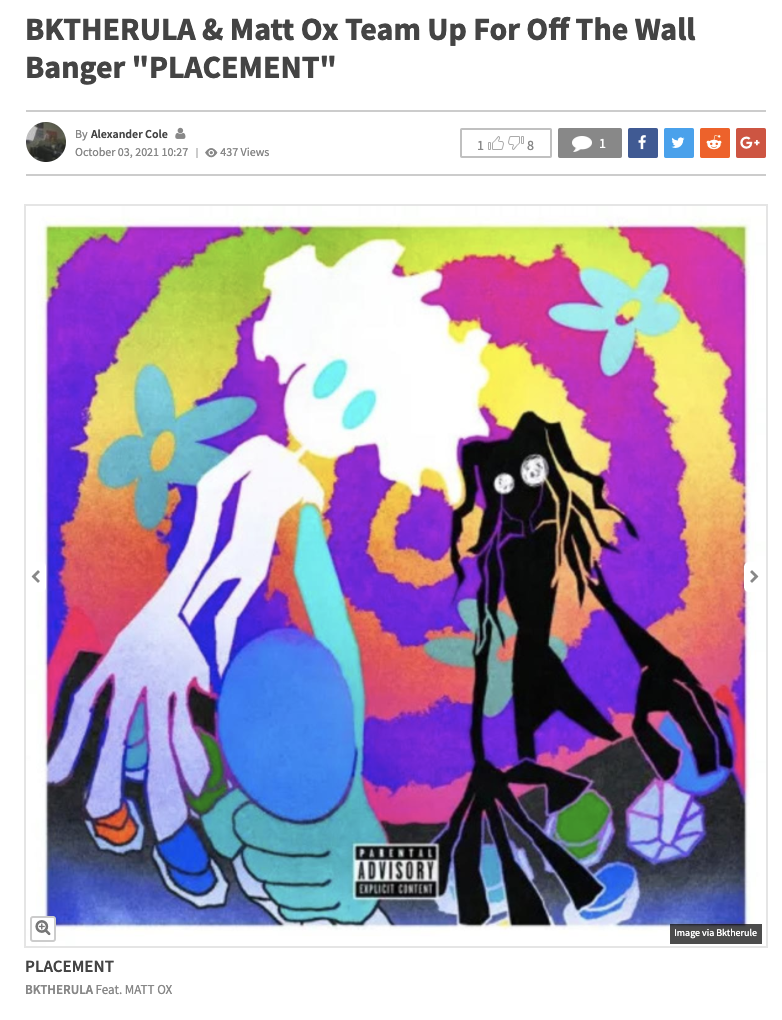 BKTHERULA & Matt Ox Team Up For Off The Wall
Banger "PLACEMENT"
By Alexander Cole
October 03, 2021 10:27 | 437 Views
1 8
1
f
G+
PARENTAL
ADVISORY
EXPLICIT CONTENT
Image via Bktherule
PLACEMENT
BKTHERULA Feat. MATT OX